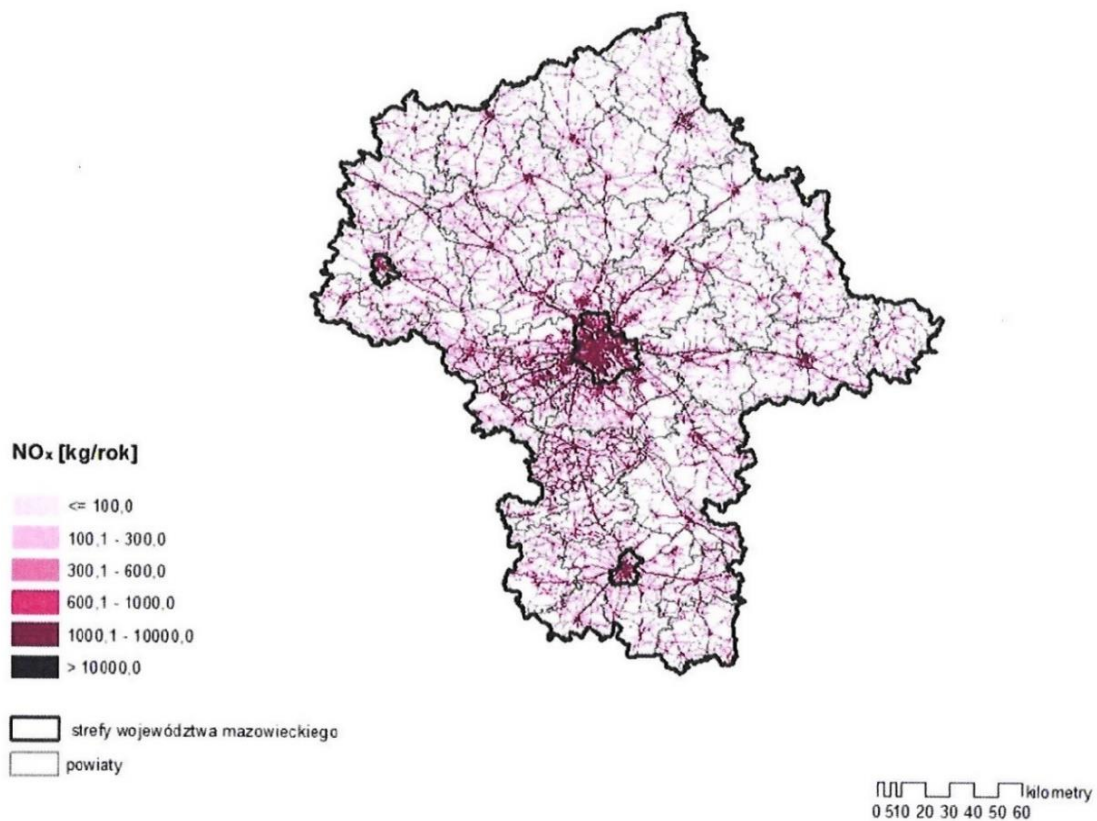 NOx [kg/rok]
<= 100,0
100,1 - 300,0
300,1 - 600,0
600,1 - 1000,0
1000,1 - 10000,0
> 10000,0
strefy województwa mazowieckiego
powiaty
kilometry
0 5 10 20 30 40 50 60